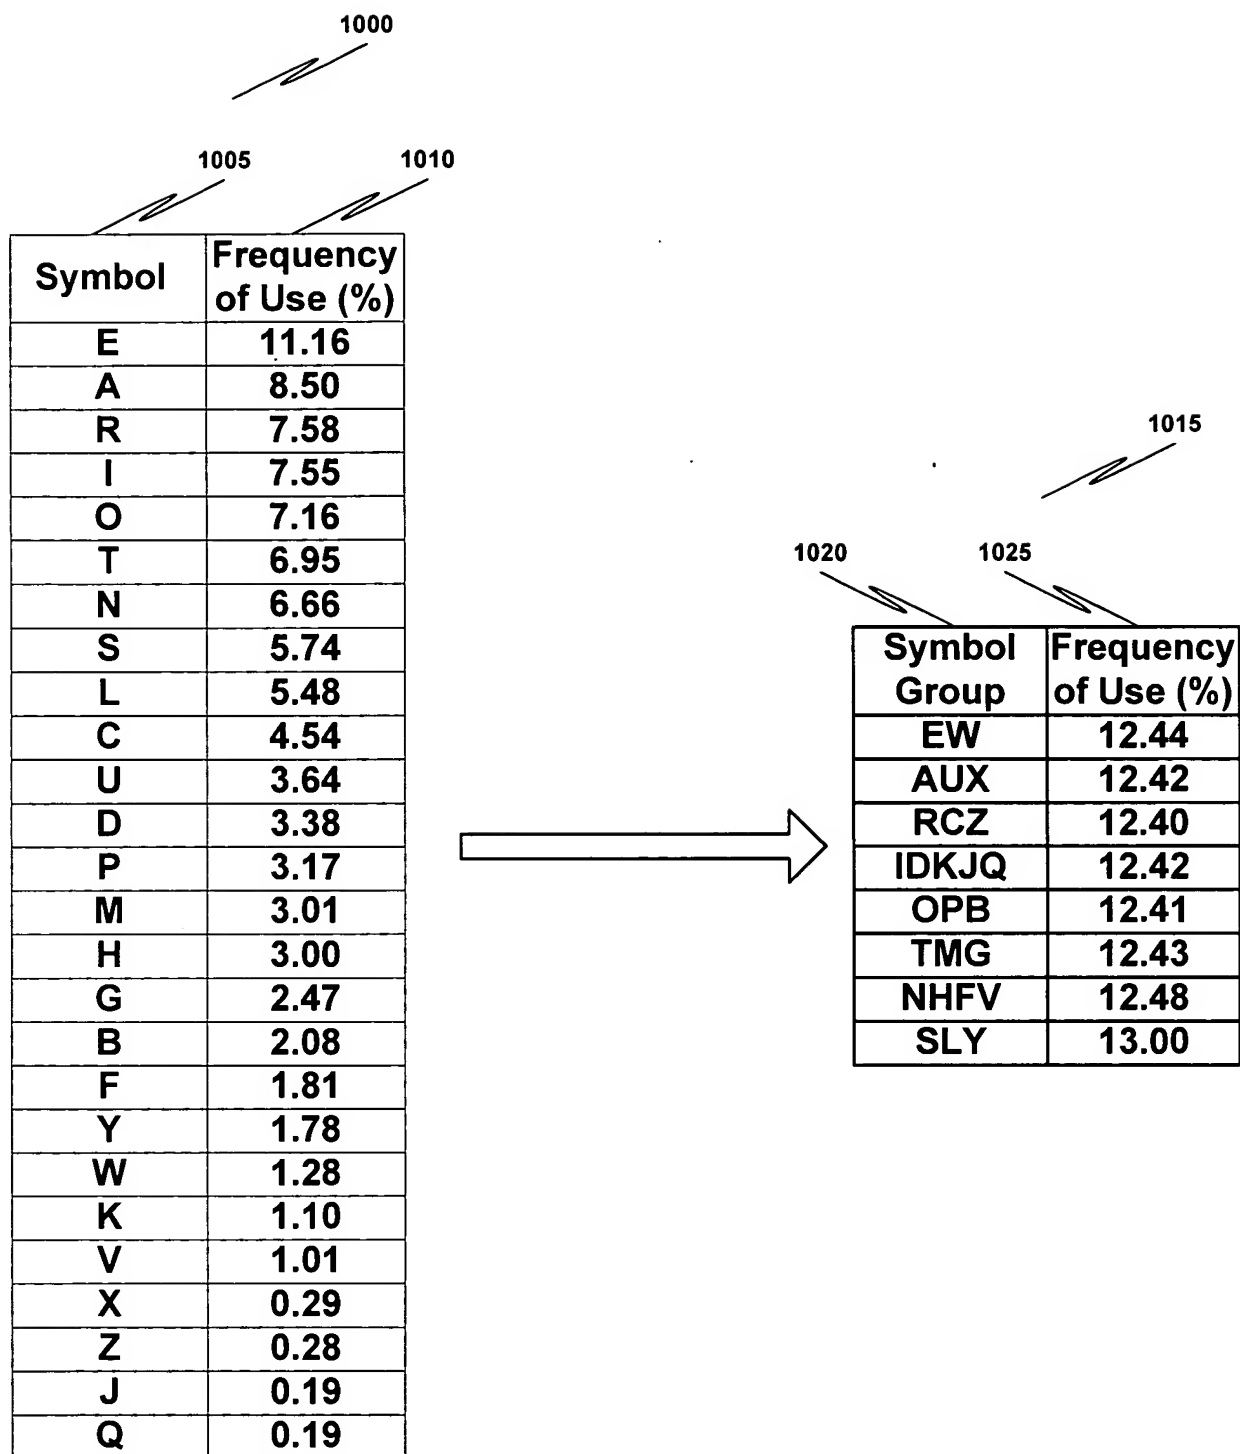 1000
1005 1010
Symbol Frequency of Use (%)
E 11.16
A 8.50
R 7.58
I 7.55
O 7.16
T 6.95
N 6.66
S 5.74
L 5.48
C 4.54
U 3.64
D 3.38
P 3.17
M 3.01
H 3.00
G 2.47
B 2.08
F 1.81
Y 1.78
W 1.28
K 1.10
V 1.01
X 0.29
Z 0.28
J 0.19
Q 0.19
1015
1020 1025
Symbol Frequency
Group of Use (%)
EW 12.44
AUX 12.42
RCZ 12.40
IDKJQ 12.42
OPB 12.41
TMG 12.43
NHFV 12.48
SLY 13.00